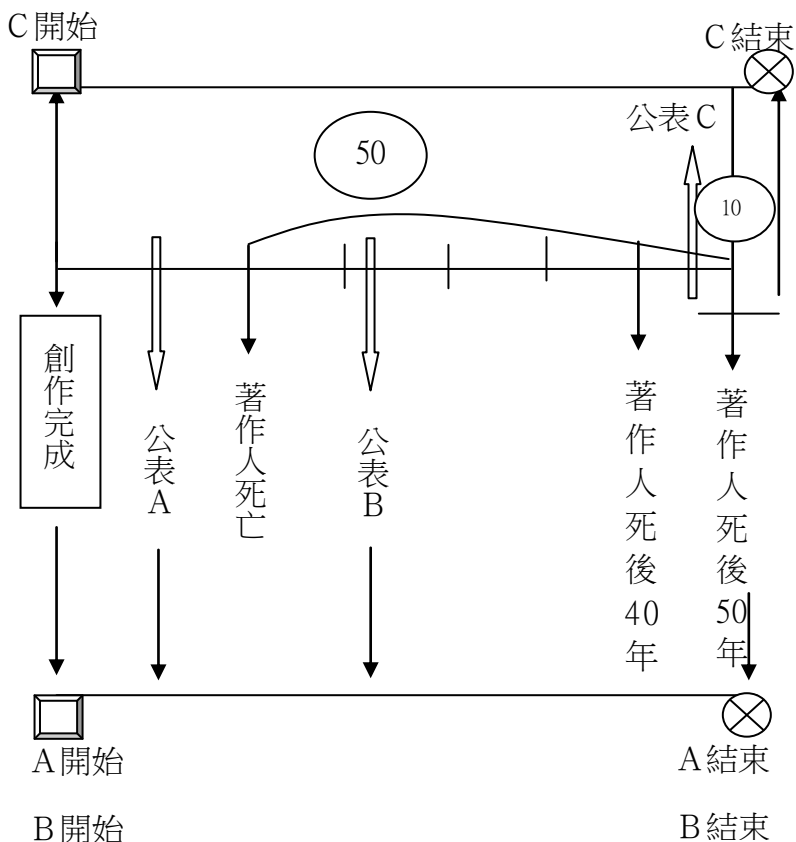 C開始
C結束
公表C
50
10
創作完成
公表A
著作人死亡
公表B
著作人死後40年
著作人死後50年
A開始
A結束
B開始
B結束